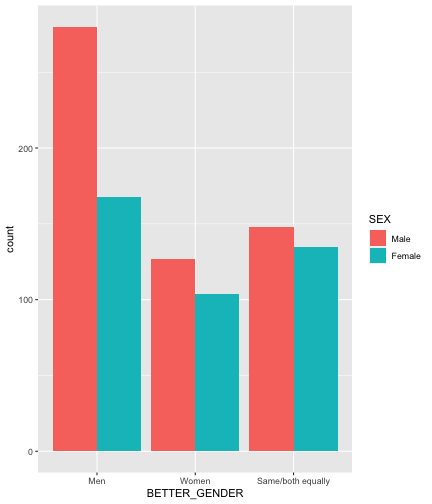 200
100
0
count
Men
Women
Same/both equally
BETTER_GENDER
SEX
Male
Female